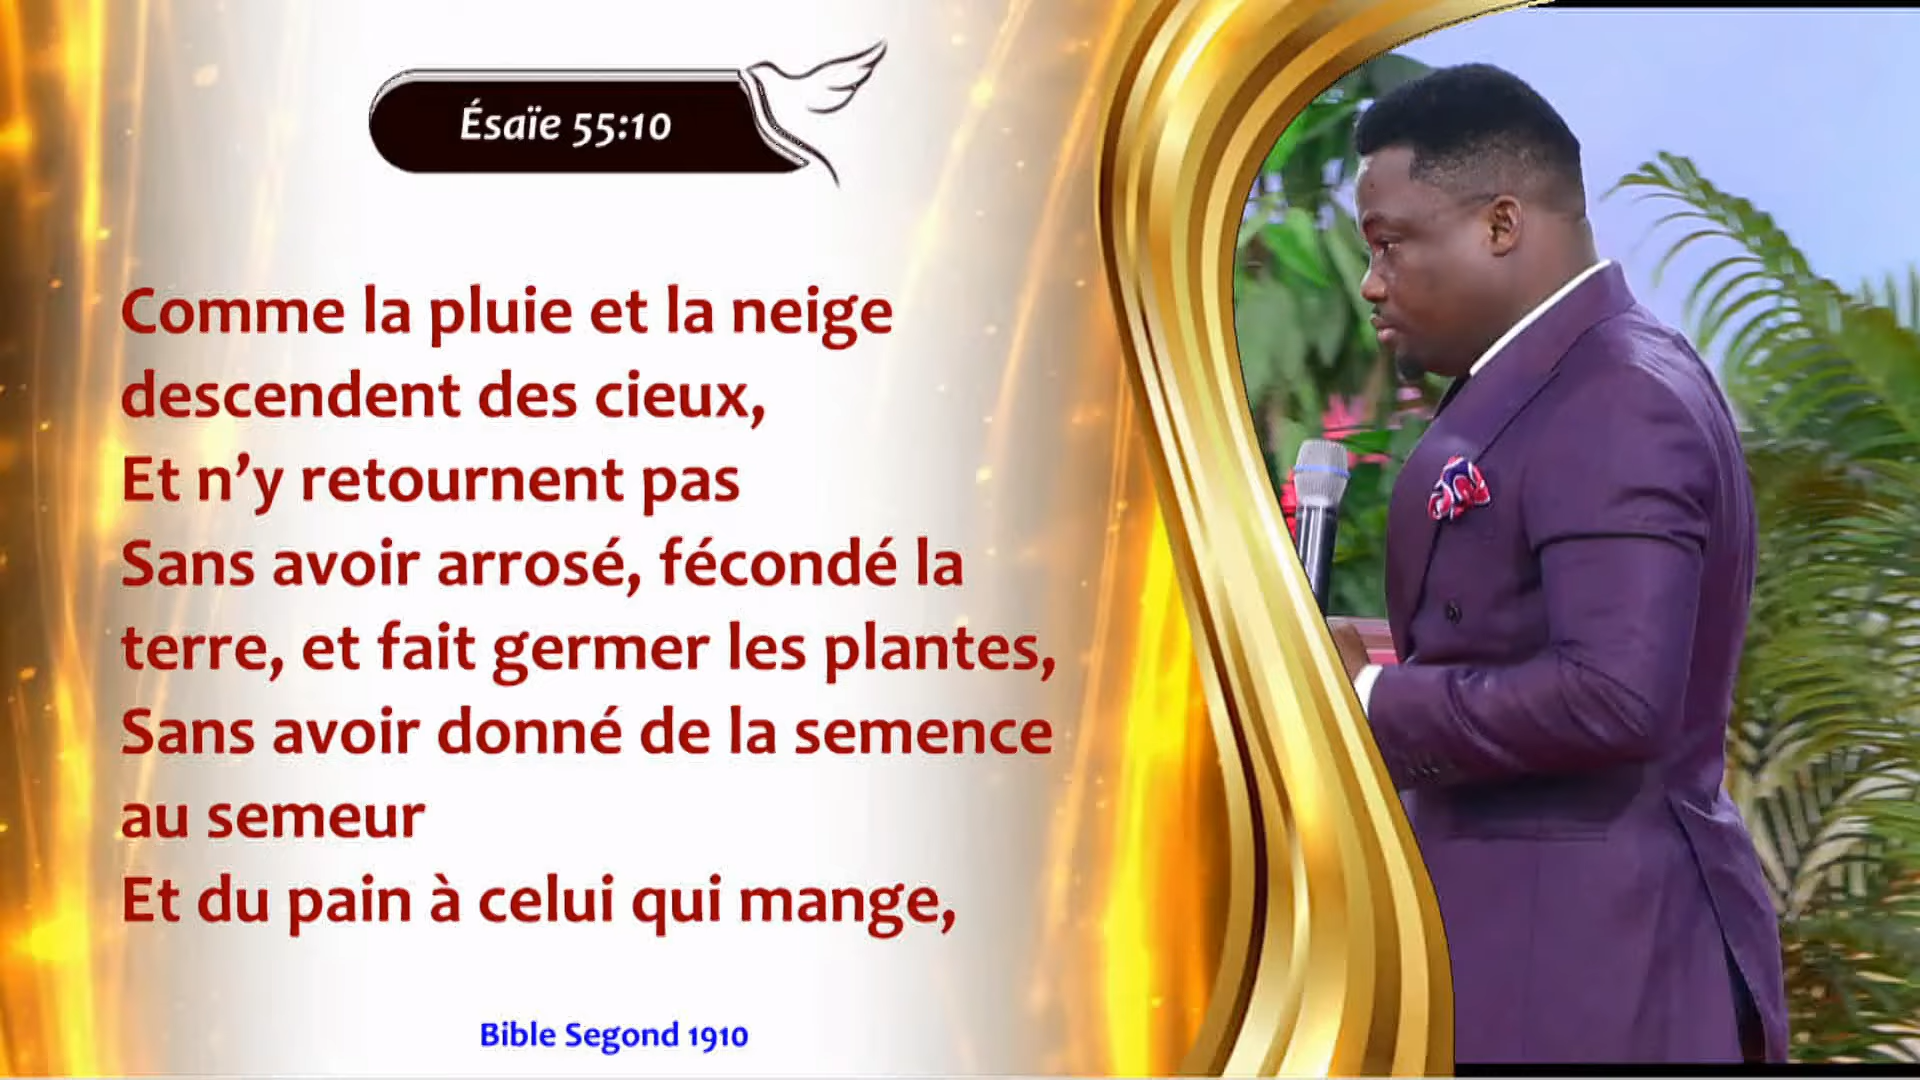 Ésaïe 55:10
Comme la pluie et la neige
descendent des cieux,
Et n’y retournent pas
Sans avoir arrosé, fécondé la
terre, et fait germer les plantes,
Sans avoir donné de la semence
au semeur
Et du pain à celui qui mange,
Bible Segond 1910